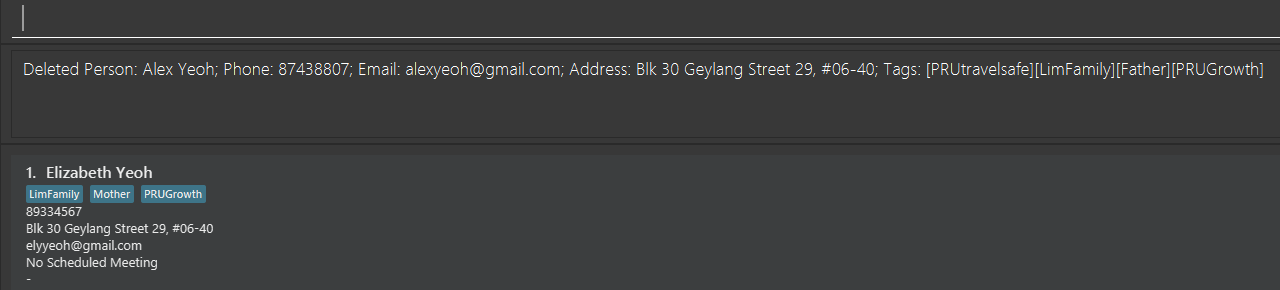 Deleted Person: Alex Yeoh; Phone: 87438807; Email: alexyeoh@gmail.com; Address: Blk 30 Geylang Street 29, #06-40; Tags: [PRUtravelsafe][LimFamily][Father][PRUGrowth]
1. Elizabeth Yeoh
LimFamily Mother PRUGrowth
89334567
Blk 30 Geylang Street 29, #06-40
elyyeoh@gmail.com
No Scheduled Meeting
-